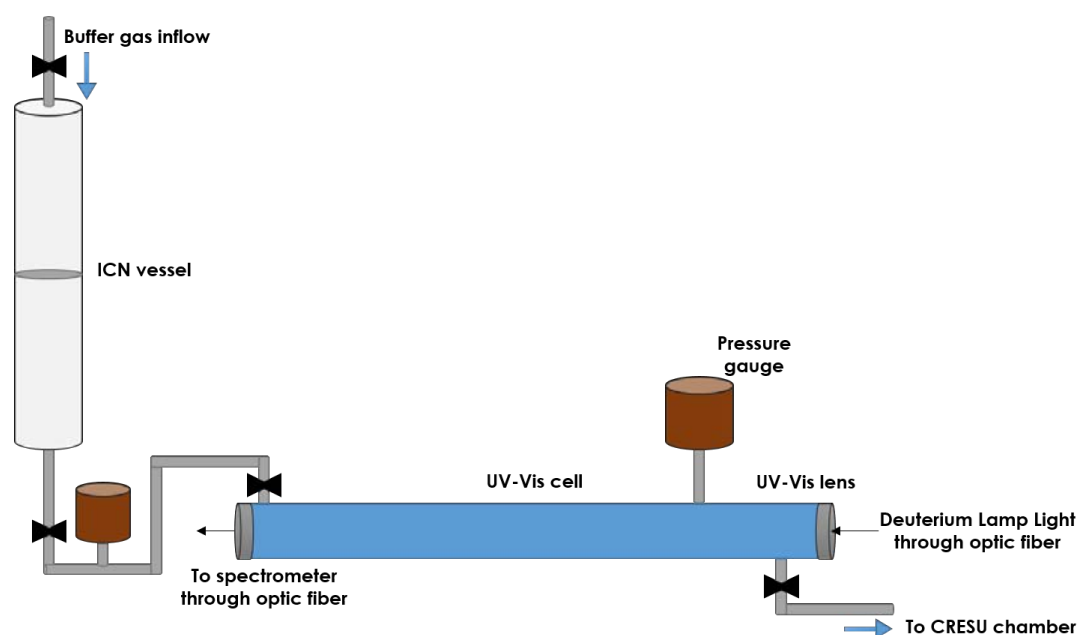 Buffer gas inflow
ICN vessel
Pressure
gauge
UV-Vis cell
UV-Vis lens
Deuterium Lamp Light
through optic fiber
To spectrometer
through optic fiber
To CRESU chamber